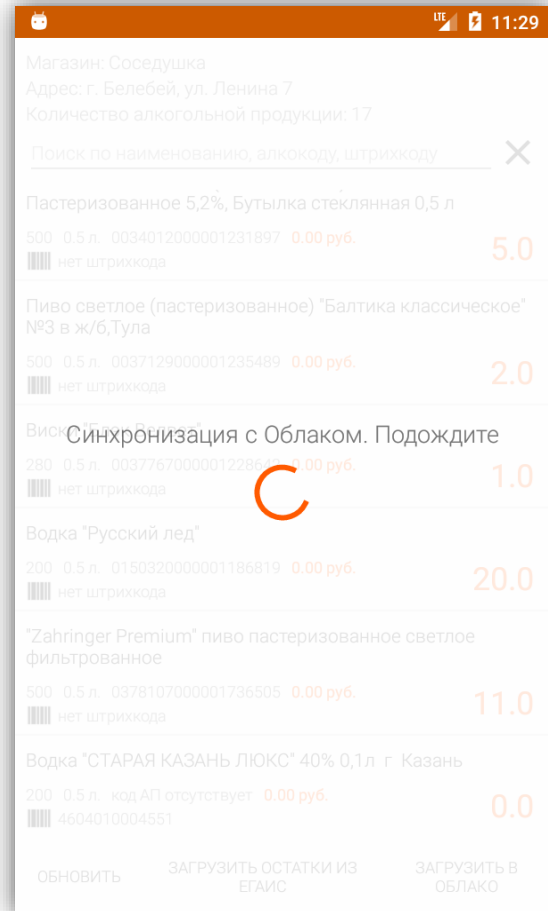 LTE 11:29
Магазин: Соседушка
Адрес: г. Белебей, ул. Ленина 7
Количество алкогольной продукции: 17
Поиск по наименованию, алкокоду, штрихкоду
Пастеризованное 5,2%, Бутылка стеклянная 0,5 л
500 0.5 л. 0034012000001231897 0.00 руб.
5.0
нет штрихкода
Пиво светлое (пастеризованное) "Балтика классическое"
№3 в ж/б,Тула
500 0.5 л. 0037129000001235489 0.00 руб.
2.0
нет штрихкода
Виски
Синхронизация с Облаком. Подождите
280 0.5 л. 0037767000001228642 0.00 руб.
1.0
нет штрихкода
Водка "Русский лед"
200 0.5 л. 0150320000001186819 0.00 руб.
20.0
нет штрихкода
"Zahringer Premium" пиво пастеризованное светлое
фильтрованное
500 0.5 л. 0378107000001736505 0.00 руб.
11.0
нет штрихкода
Водка "СТАРАЯ КАЗАНЬ ЛЮКС" 40% 0,1л г Казань
200 0.5 л. код АП отсутствует 0.00 руб.
0.0
4604010004551
ОБНОВИТЬ
ЗАГРУЗИТЬ ОСТАТКИ ИЗ
ЕГАИС
ЗАГРУЗИТЬ В
ОБЛАКО